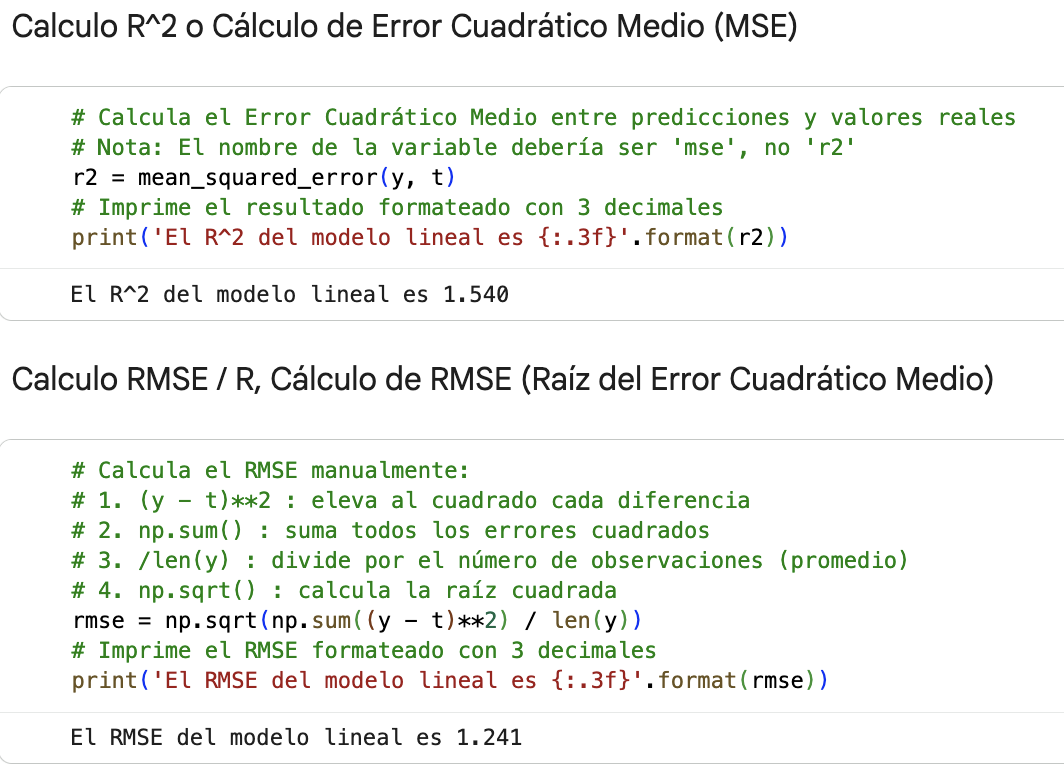 Calculo R^2 o Cálculo de Error Cuadrático Medio (MSE)
# Calcula el Error Cuadrático Medio entre predicciones y valores reales
# Nota: El nombre de la variable debería ser 'mse', no 'r2'
r2 = mean_squared_error(y, t)
# Imprime el resultado formateado con 3 decimales
print('El R^2 del modelo lineal es {:.3f}'.format(r2))
El R^2 del modelo lineal es 1.540
Calculo RMSE / R, Cálculo de RMSE (Raíz del Error Cuadrático Medio)
# Calcula el RMSE manualmente:
# 1. (y - t)**2 : eleva al cuadrado cada diferencia
# 2. np.sum() : suma todos los errores cuadrados
# 3. /len(y) : divide por el número de observaciones (promedio)
# 4. np.sqrt() : calcula la raíz cuadrada
rmse = np.sqrt(np.sum((y - t)**2) / len(y))
# Imprime el RMSE formateado con 3 decimales
print('El RMSE del modelo lineal es {:.3f}'.format(rmse))
El RMSE del modelo lineal es 1.241